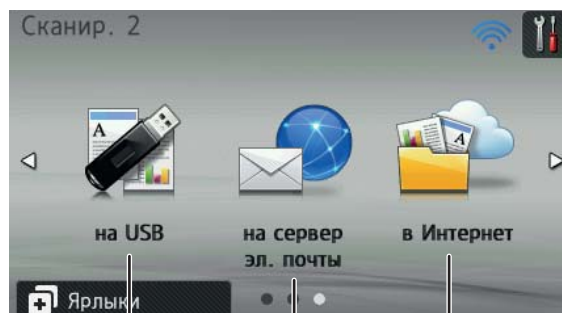 Сканир. 2
на USB
на сервер
эл. почты
в Интернет
Ярлыки